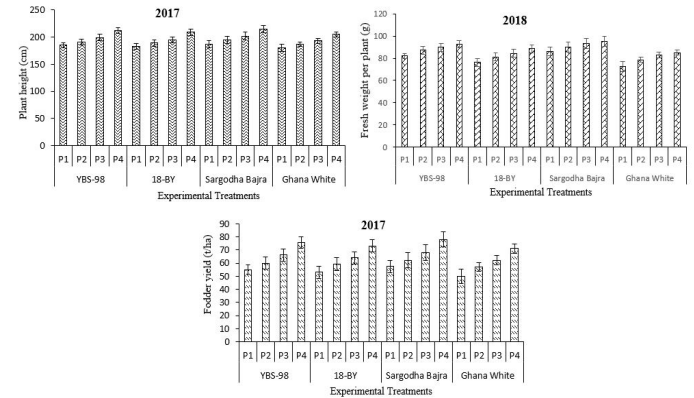 2017
Plant height (cm)
250
200
150
100
50
0
P1 P2 P3 P4 P1 P2 P3 P4 P1 P2 P3 P4 P1 P2 P3 P4
YBS-98 18-BY Sargodha Bajra Ghana White
Experimental Treatments
2018
Fresh weight per plant (g)
120
100
80
60
40
20
0
P1 P2 P3 P4 P1 P2 P3 P4 P1 P2 P3 P4 P1 P2 P3 P4
YBS-98 18-BY Sargodha Bajra Ghana White
Experimental Treatments
2017
Fodder yield (t/ha)
90
80
70
60
50
40
30
20
10
0
P1 P2 P3 P4 P1 P2 P3 P4 P1 P2 P3 P4 P1 P2 P3 P4
YBS-98 18-BY Sargodha Bajra Ghana White
Experimental Treatments